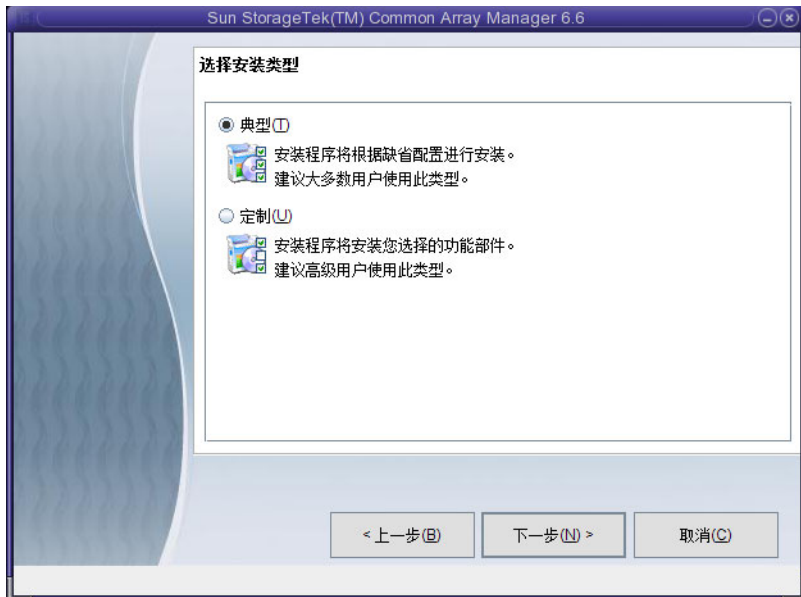 Sun StorageTek(TM) Common Array Manager 6.6
选择安装类型
典型(T)
安装程序将根据缺省配置进行安装。
建议大多数用户使用此类型。
定制(U)
安装程序将安装您选择的功能部件。
建议高级用户使用此类型。
< 上一步(B)
下一步(N) >
取消(C)